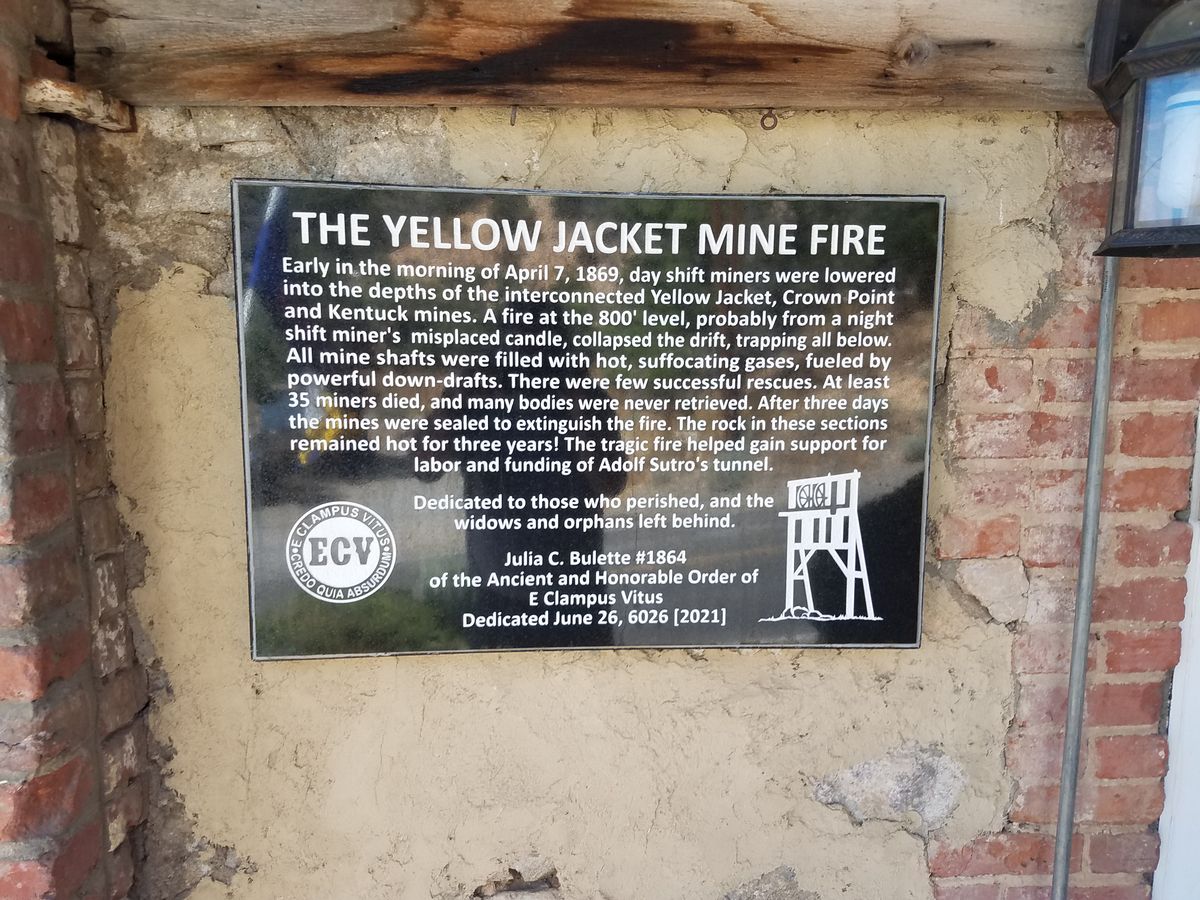 THE YELLOW JACKET MINE FIRE
Early in the morning of April 7, 1869, day shift miners were lowered
into the depths of the interconnected Yellow Jacket, Crown Point
and Kentuck mines. A fire at the 800' level, probably from a night
shift miner's misplaced candle, collapsed the drift, trapping all below.
All mine shafts were filled with hot, suffocating gases, fueled by
powerful down-drafts. There were few successful rescues. At least
35 miners died, and many bodies were never retrieved. After three days
the mines were sealed to extinguish the fire. The rock in these sections
remained hot for three years! The tragic fire helped gain support for
labor and funding of Adolf Sutro's tunnel.
Dedicated to those who perished, and the
widows and orphans left behind.
E CLAMPUS VITUS
ECV
CREDO QUIA ABSURDUM
Julia C. Bulette #1864
of the Ancient and Honorable Order of
E Clampus Vitus
Dedicated June 26, 6026 [2021]